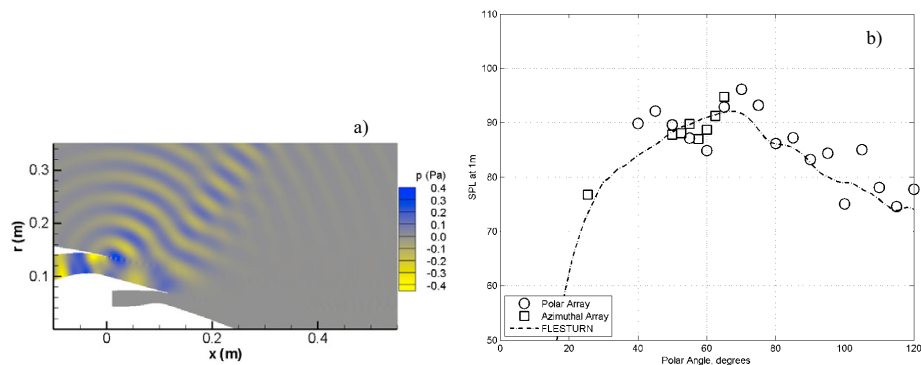 a)
r (m)
0.3
0.2
0.1
0
0.2
0.4
x (m)
p (Pa)
0.4
0.3
0.2
0.1
0.0
-0.1
-0.2
-0.3
-0.4
b)
SPL at 1m
110
100
90
80
70
60
50
0
20
40
60
80
100
120
Polar Angle, degrees
Polar Array
Azimuthal Array
FLESTURN